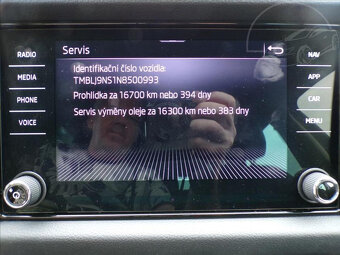 Servis
RADIO
MEDIA
PHONE
VOICE
Identifikační číslo vozidla:
TMBLJ9NS1N8500993
Prohlídka za 16700 km nebo 394 dny
Servis výměny oleje za 16300 km nebo 383 dny
NAV
APP
CAR
MENU